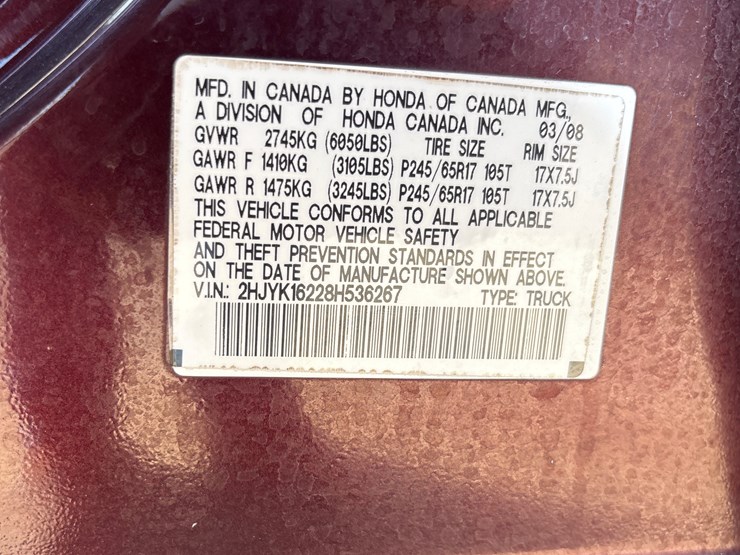 MFD. IN CANADA BY HONDA OF CANADA MFG.,
A DIVISION OF HONDA CANADA INC. 03/08
GVWR 2745KG (6050LBS) TIRE SIZE RIM SIZE
GAWR F 1410KG (3105LBS) P245/65R17 105T 17X7.5J
GAWR R 1475KG (3245LBS) P245/65R17 105T 17X7.5J
THIS VEHICLE CONFORMS TO ALL APPLICABLE
FEDERAL MOTOR VEHICLE SAFETY
AND THEFT PREVENTION STANDARDS IN EFFECT
ON THE DATE OF MANUFACTURE SHOWN ABOVE.
V.I.N.: 2HJYK16228H536267 TYPE: TRUCK